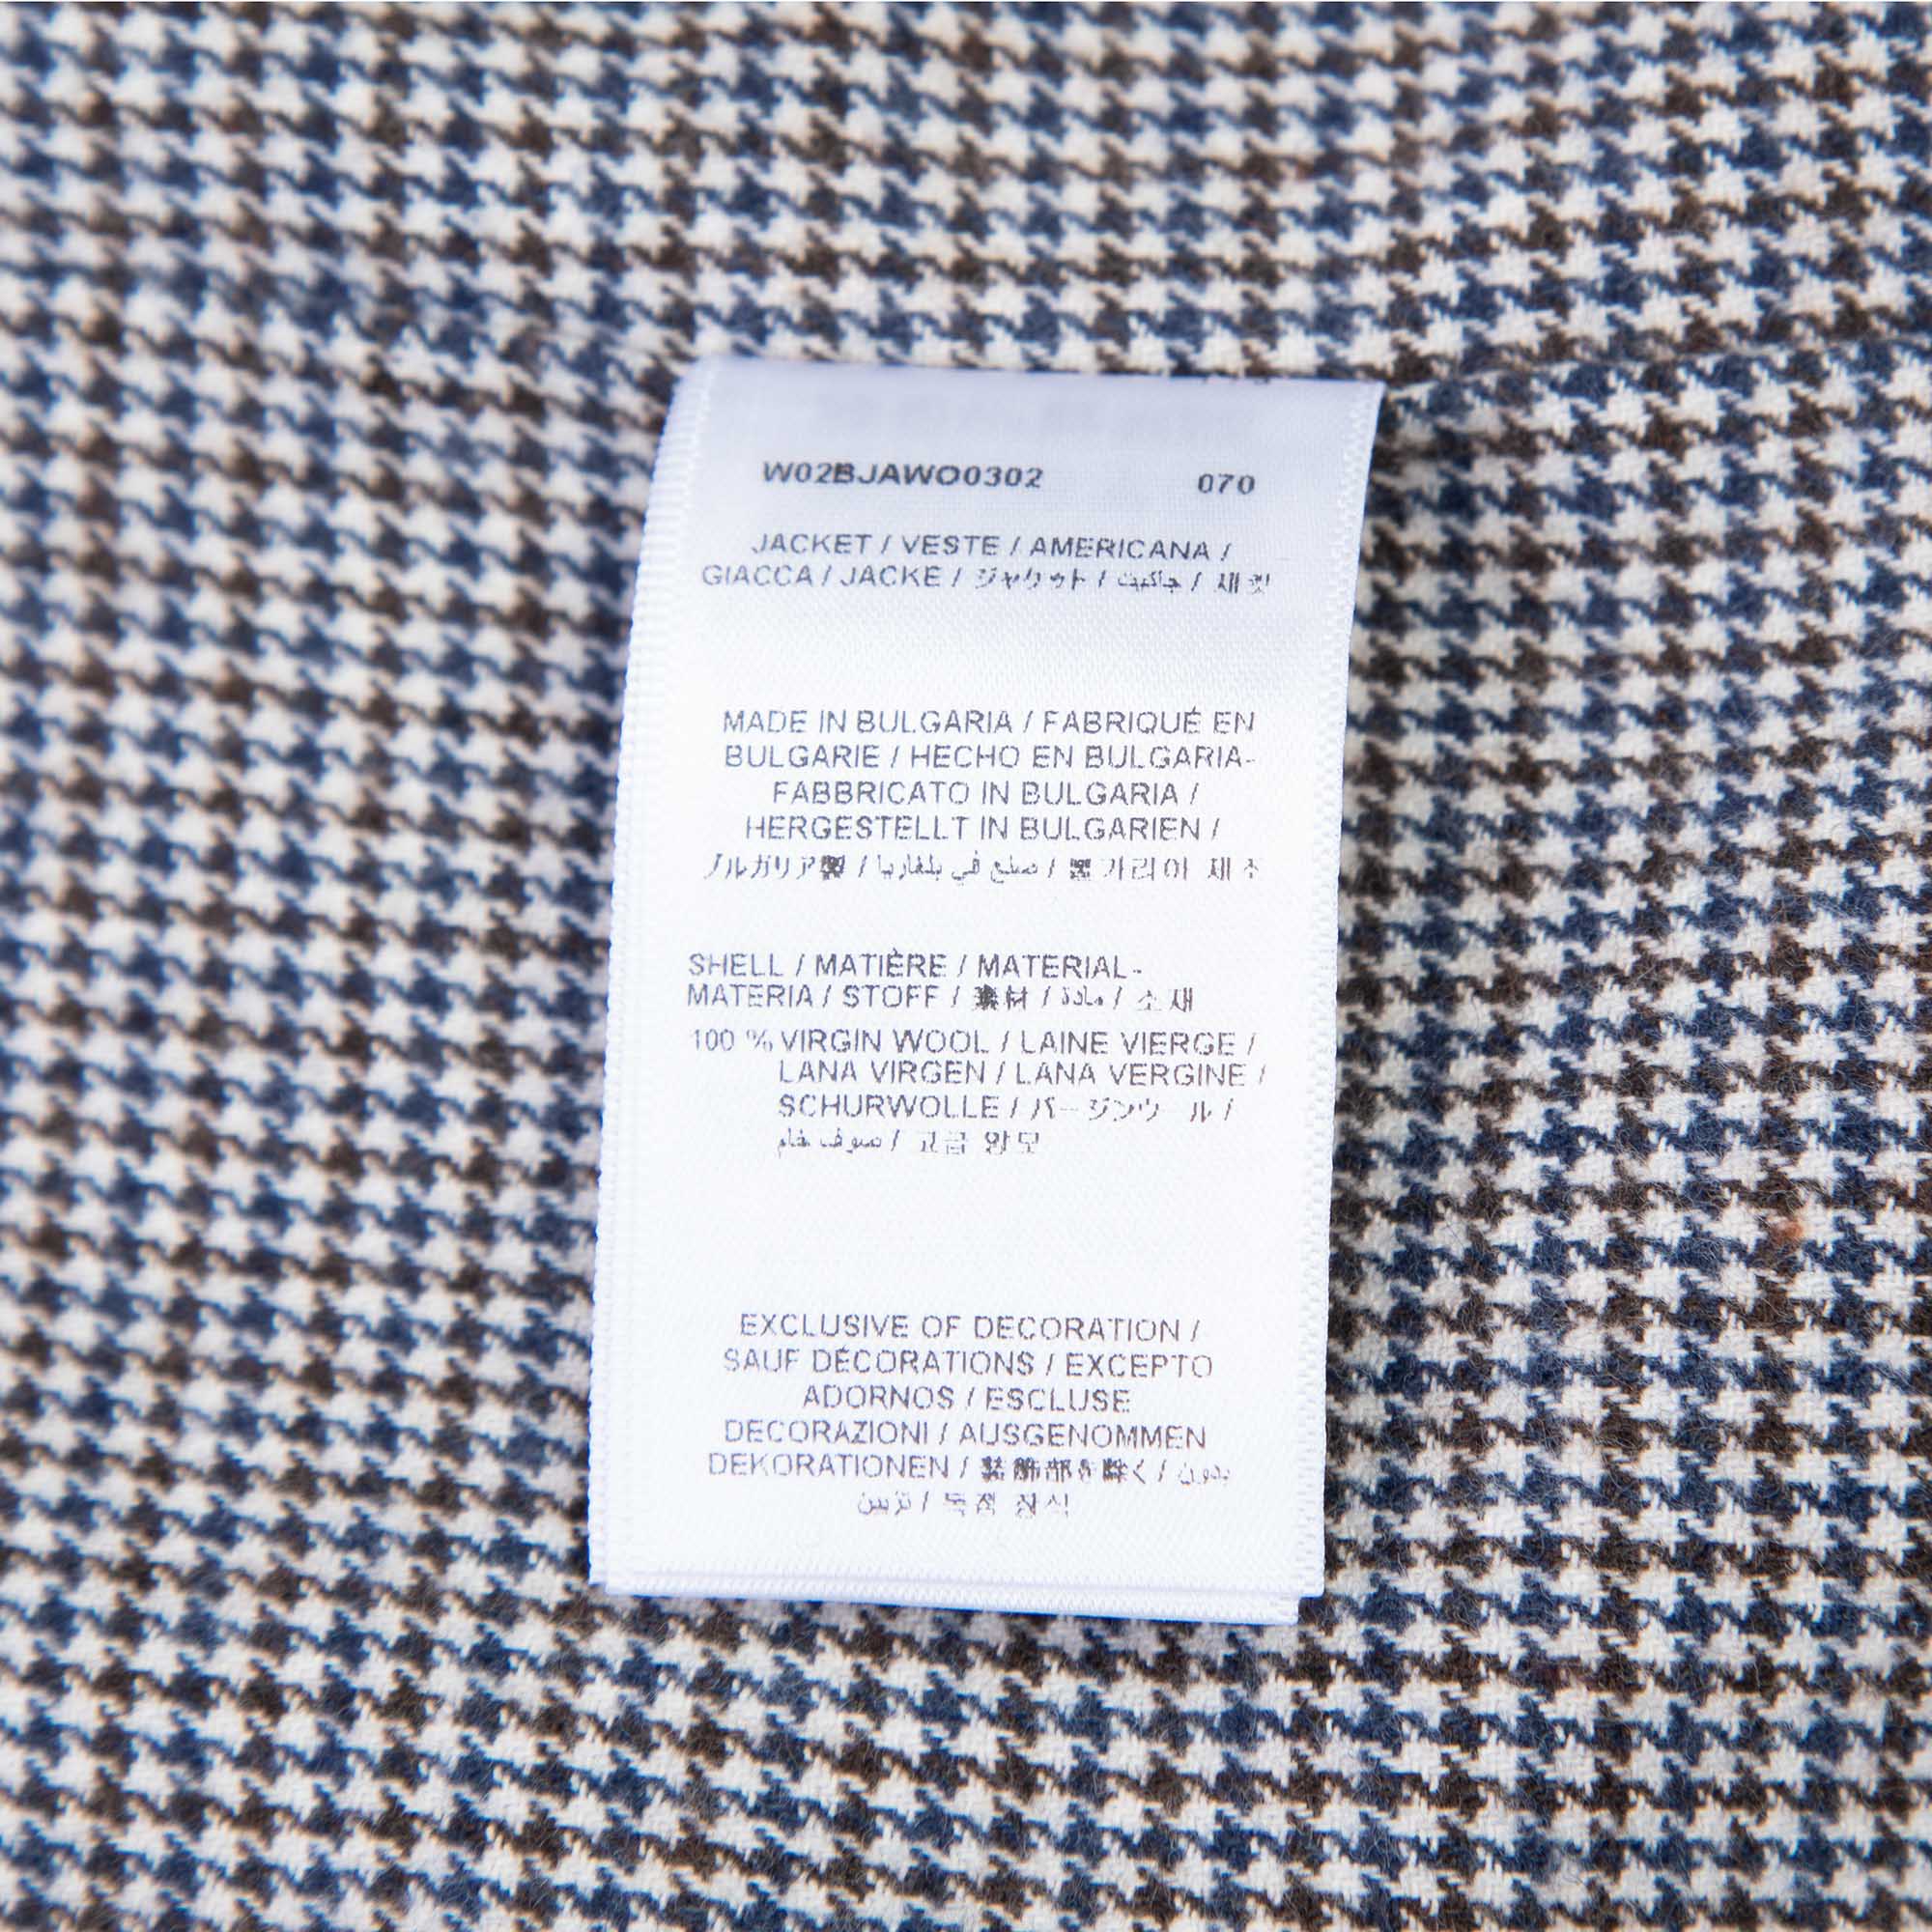 W02BJAWO0302 070
JACKET / VESTE / AMERICANA /
GIACCA / JACKE / ジャケット / جاكيت / 재킷
MADE IN BULGARIA / FABRIQUÉ EN
BULGARIE / HECHO EN BULGARIA-
FABBRICATO IN BULGARIA /
HERGESTELLT IN BULGARIEN /
ブルガリア製 / صنع في بلغاريا / 불가리아 제조
SHELL / MATIÈRE / MATERIAL-
MATERIA / STOFF / 素材 / مادة / 소재
100 % VIRGIN WOOL / LAINE VIERGE /
LANA VIRGEN / LANA VERGINE /
SCHURWOLLE / バージンウール /
صوف خام / 고급 양모
EXCLUSIVE OF DECORATION /
SAUF DÉCORATIONS / EXCEPTO
ADORNOS / ESCLUSE
DECORAZIONI / AUSGENOMMEN
DEKORATIONEN / 装飾部を除く / بدون
تزيين / 장식